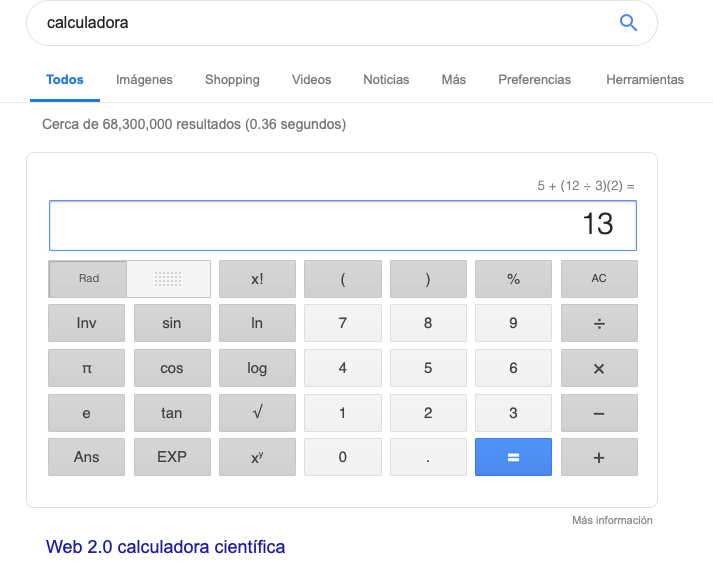 calculadora
Todos Imágenes Shopping Videos Noticias Más Preferencias Herramientas
Cerca de 68,300,000 resultados (0.36 segundos)
5 + (12 ÷ 3)(2) =
13
Rad x! ( ) % AC
Inv sin ln 7 8 9 ÷
π cos log 4 5 6 ×
e tan √ 1 2 3 −
Ans EXP xʸ 0 . = +
Más información
Web 2.0 calculadora científica